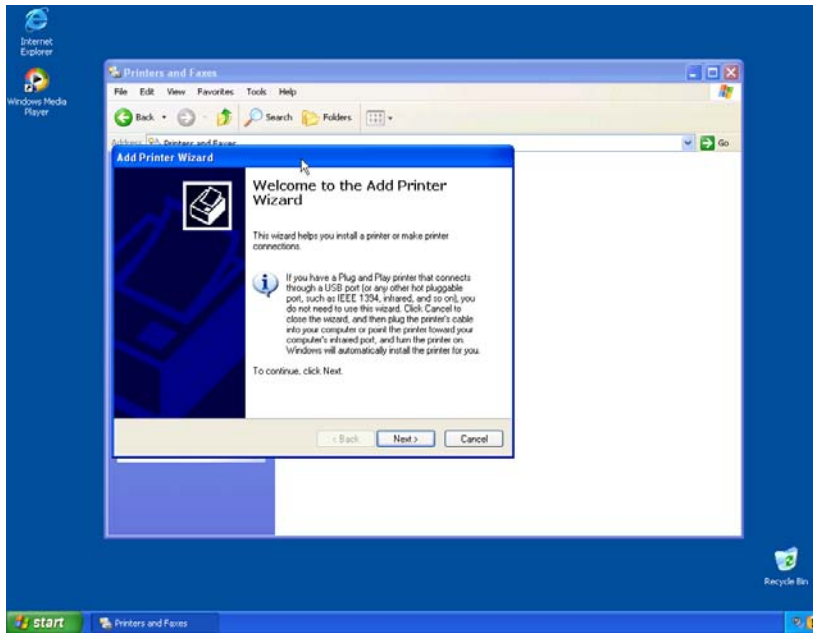 Internet
Explorer
Windows Media
Player
Printers and Faxes
File Edit View Favorites Tools Help
Back Search Folders
Address Printers and Faxes Go
Add Printer Wizard
Welcome to the Add Printer
Wizard
This wizard helps you install a printer or make printer
connections.
If you have a Plug and Play printer that connects
through a USB port (or any other hot pluggable
port, such as IEEE 1394, infrared, and so on), you
do not need to use this wizard. Click Cancel to
close the wizard, and then plug the printer's cable
into your computer or point the printer toward your
computer's infrared port, and turn the printer on.
Windows will automatically install the printer for you.
To continue, click Next.
< Back Next > Cancel
Recycle Bin
start Printers and Faxes